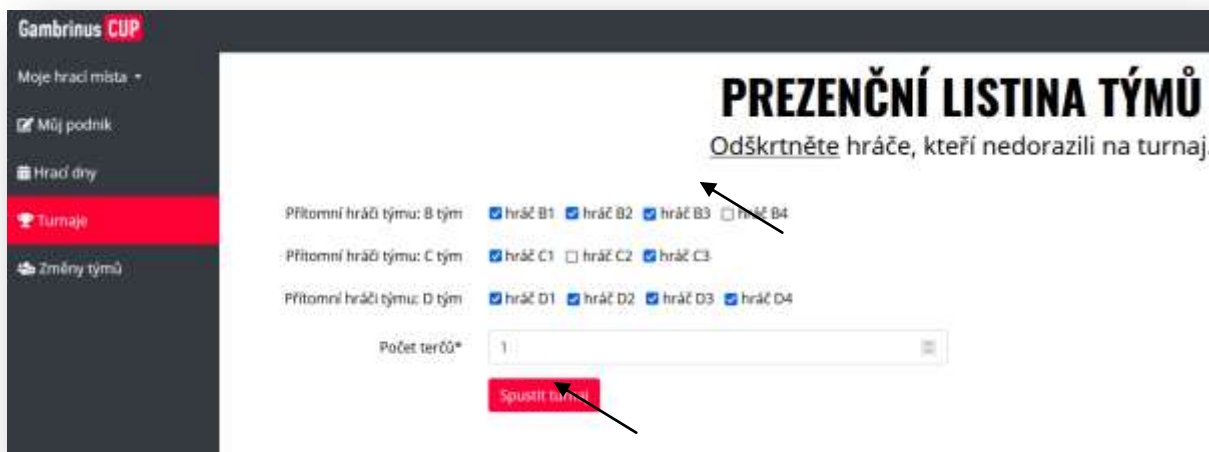 Gambrinus CUP
Moje hrací místa
Můj podnik
Hrací dny
Turnaje
Změny týmů
PREZENČNÍ LISTINA TÝMŮ
Odškrtněte hráče, kteří nedorazili na turnaj.
Přítomní hráči týmu: B tým hráč B1 hráč B2 hráč B3 hráč B4
Přítomní hráči týmu: C tým hráč C1 hráč C2 hráč C3
Přítomní hráči týmu: D tým hráč D1 hráč D2 hráč D3 hráč D4
Počet terčů* 1
Spustit turnaj